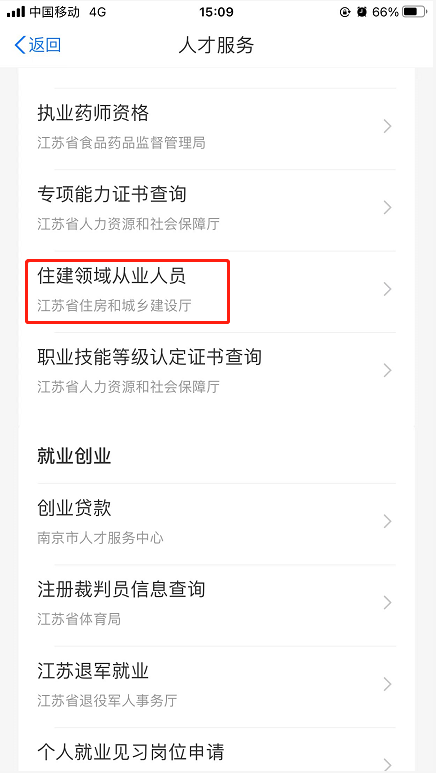 中国移动 4G 15:09 66%
返回 人才服务
执业药师资格
江苏省食品药品监督管理局
专项能力证书查询
江苏省人力资源和社会保障厅
住建领域从业人员
江苏省住房和城乡建设厅
职业技能等级认定证书查询
江苏省人力资源和社会保障厅
就业创业
创业贷款
南京市人才服务中心
注册裁判员信息查询
江苏省体育局
江苏退军就业
江苏省退役军人事务厅
个人就业见习岗位申请